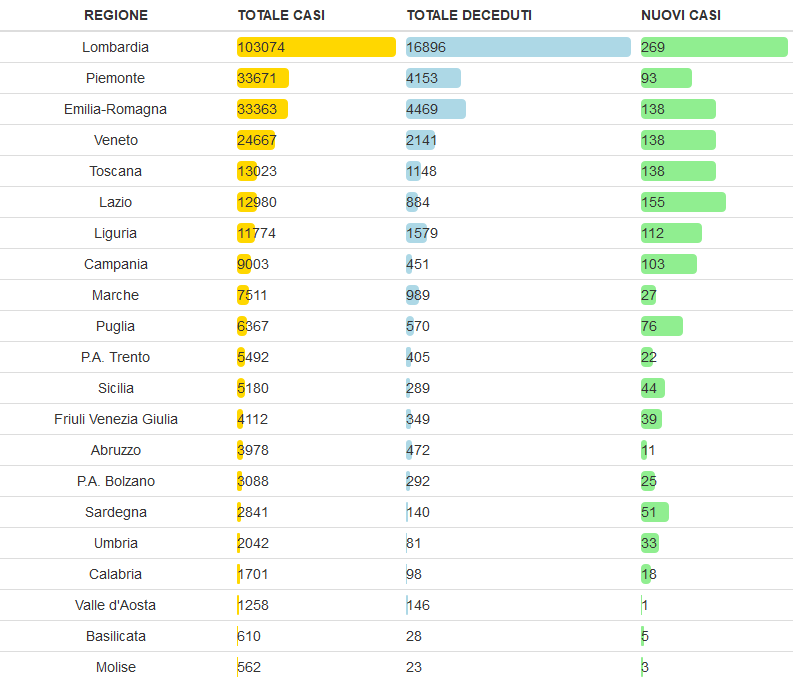 REGIONE TOTALE CASI TOTALE DECEDUTI NUOVI CASI
Lombardia 103074 16896 269
Piemonte 33671 4153 93
Emilia-Romagna 33363 4469 138
Veneto 24667 2141 138
Toscana 13023 1148 138
Lazio 12980 884 155
Liguria 11774 1579 112
Campania 9003 451 103
Marche 7511 989 27
Puglia 6367 570 76
P.A. Trento 5492 405 22
Sicilia 5180 289 44
Friuli Venezia Giulia 4112 349 39
Abruzzo 3978 472 11
P.A. Bolzano 3088 292 25
Sardegna 2841 140 51
Umbria 2042 81 33
Calabria 1701 98 18
Valle d'Aosta 1258 146 1
Basilicata 610 28 5
Molise 562 23 3